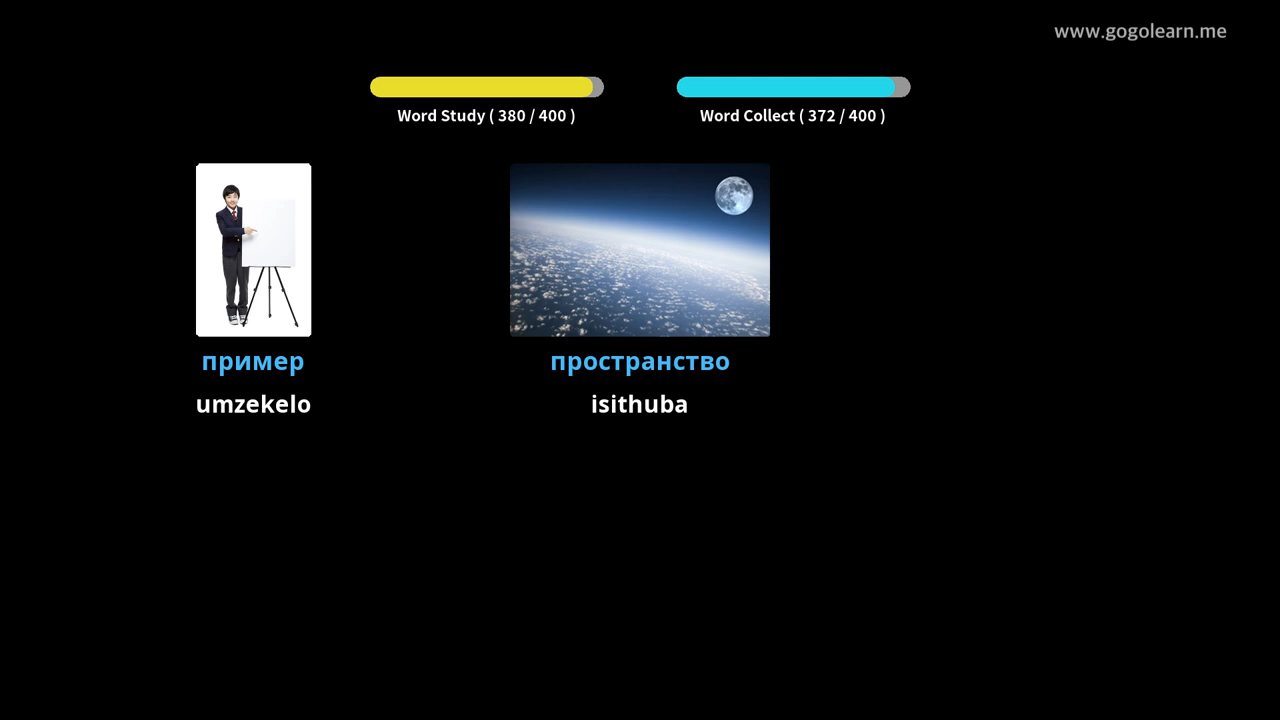 www.gogolearn.me
Word Study ( 380 / 400 )
Word Collect ( 372 / 400 )
пример
пространство
umzekelo
isithuba